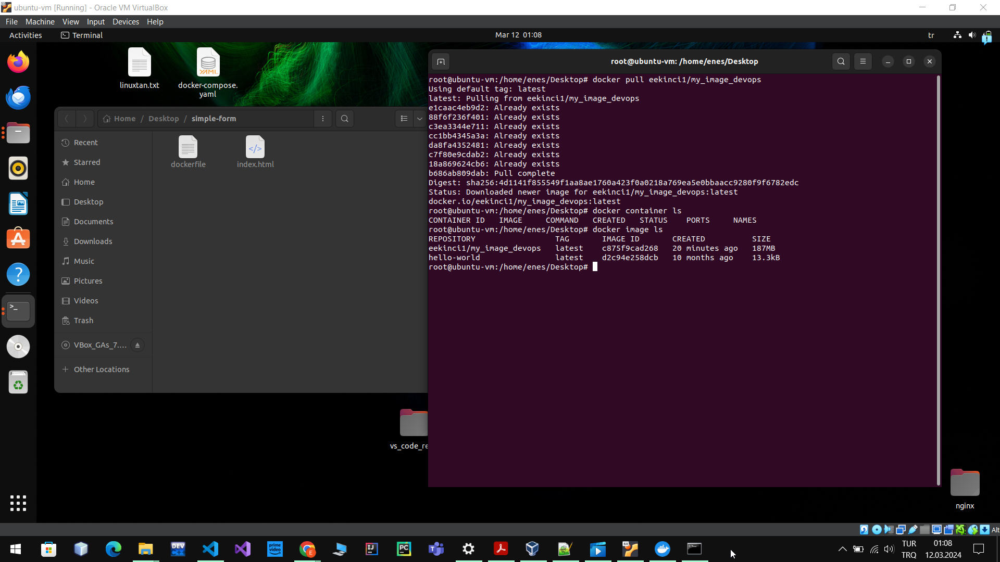 ubuntu-vm [Running] - Oracle VM VirtualBox
File Machine View Input Devices Help
Activities Terminal Mar 12 01:08 tr
linuxtan.txt
docker-compose.
yaml
Home / Desktop / simple-form
Recent
Starred
Home
Desktop
Documents
Downloads
Music
Pictures
Videos
Trash
VBox_GAs_7....
Other Locations
dockerfile
index.html
root@ubuntu-vm: /home/enes/Desktop
root@ubuntu-vm:/home/enes/Desktop# docker pull eekinci1/my_image_devops
Using default tag: latest
latest: Pulling from eekinci1/my_image_devops
e1caac4eb9d2: Already exists
88f6f236f401: Already exists
c3ea3344e711: Already exists
cc1bb4345a3a: Already exists
da8fa4352481: Already exists
c7f80e9cdab2: Already exists
18a869624cb6: Already exists
b686ab809dab: Pull complete
Digest: sha256:4d1141f855549f1aa8ae1760a423f0a0218a769ea5e0bbaacc9280f9f6782edc
Status: Downloaded newer image for eekinci1/my_image_devops:latest
docker.io/eekinci1/my_image_devops:latest
root@ubuntu-vm:/home/enes/Desktop# docker container ls
CONTAINER ID IMAGE COMMAND CREATED STATUS PORTS NAMES
root@ubuntu-vm:/home/enes/Desktop# docker image ls
REPOSITORY TAG IMAGE ID CREATED SIZE
eekinci1/my_image_devops latest c875f9cad268 20 minutes ago 187MB
hello-world latest d2c94e258dcb 10 months ago 13.3kB
root@ubuntu-vm:/home/enes/Desktop#
vs_code_re
nginx
Alt
DEV
C++
prime video
E
IJ
PC
64
TUR
TRQ
01:08
12.03.2024